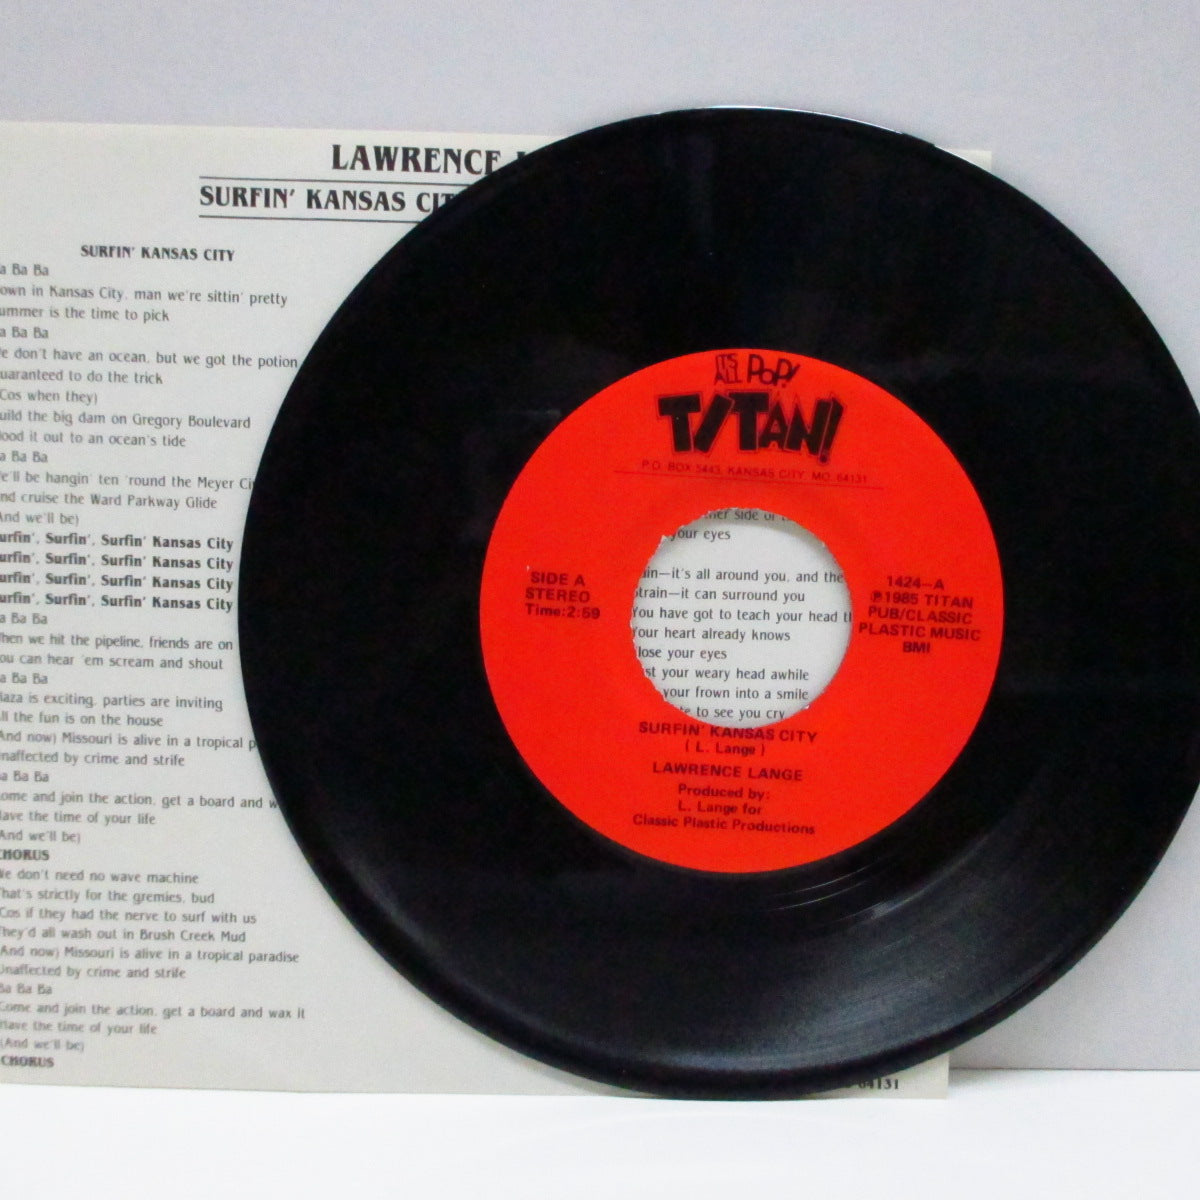 LAWRENCE
SURFIN' KANSAS CIT
SURFIN' KANSAS CITY
a Ba Ba
own in Kansas City, man we're sittin' pretty
ummer is the time to pick
a Ba Ba
e don't have an ocean, but we got the potion
uaranteed to do the trick
Cos when they)
uild the big dam on Gregory Boulevard
lood it out to an ocean's tide
a Ba Ba
e'll be hangin' ten 'round the Meyer Ci
nd cruise the Ward Parkway Glide
And we'll be)
urfin', Surfin', Surfin' Kansas City
urfin', Surfin', Surfin' Kansas City
urfin', Surfin', Surfin' Kansas City
urfin', Surfin', Surfin' Kansas City
a Ba Ba
hen we hit the pipeline, friends are on
ou can hear 'em scream and shout
a Ba Ba
laza is exciting, parties are inviting
ll the fun is on the house
And now) Missouri is alive in a tropical p
naffected by crime and strife
a Ba Ba
ome and join the action, get a board and w
ave the time of your life
And we'll be)
CHORUS
We don't need no wave machine
That's strictly for the gremies, bud
Cos if they had the nerve to surf with us
They'd all wash out in Brush Creek Mud
And now) Missouri is alive in a tropical paradise
Unaffected by crime and strife
Ba Ba Ba
Come and join the action, get a board and wax it
Have the time of your life
(And we'll be)
CHORUS
IT'S ALL POP!
TITAN!
P.O. BOX 5443, KANSAS CITY, MO. 64131
SIDE A
STEREO
Time:2:59
1424-A
℗1985 TITAN
PUB/CLASSIC
PLASTIC MUSIC
BMI
her side of
your eyes
ain—it's all around you, and the
train—it can surround you
You have got to teach your head t
Your heart already knows
lose your eyes
st your weary head awhile
your frown into a smile
te to see you cry
SURFIN' KANSAS CITY
( L. Lange )
LAWRENCE LANGE
Produced by:
L. Lange for
Classic Plastic Productions
64131